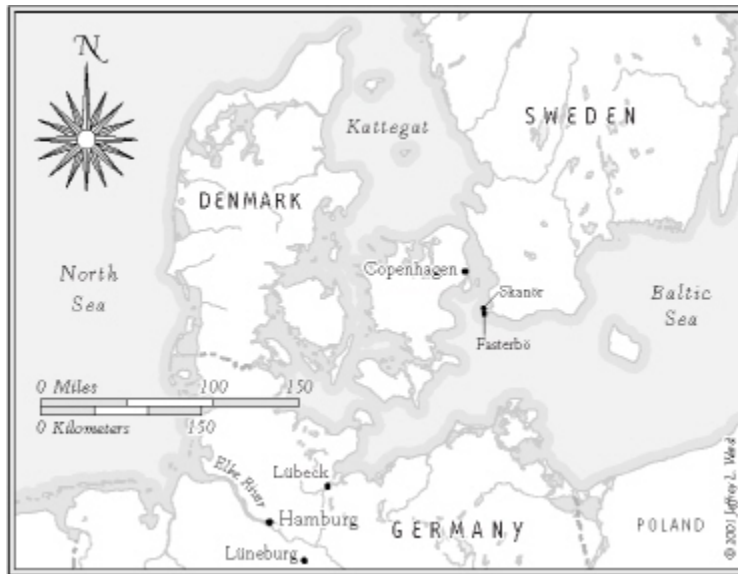 N
SWEDEN
Kattegat
DENMARK
North
Sea
Copenhagen
Skanör
Fasterbö
Baltic
Sea
0 Miles 100 150
0 Kilometers 150
Elbe River
Lübeck
Hamburg
Lüneburg
GERMANY
POLAND
© 2001 Jeffrey L. Ward